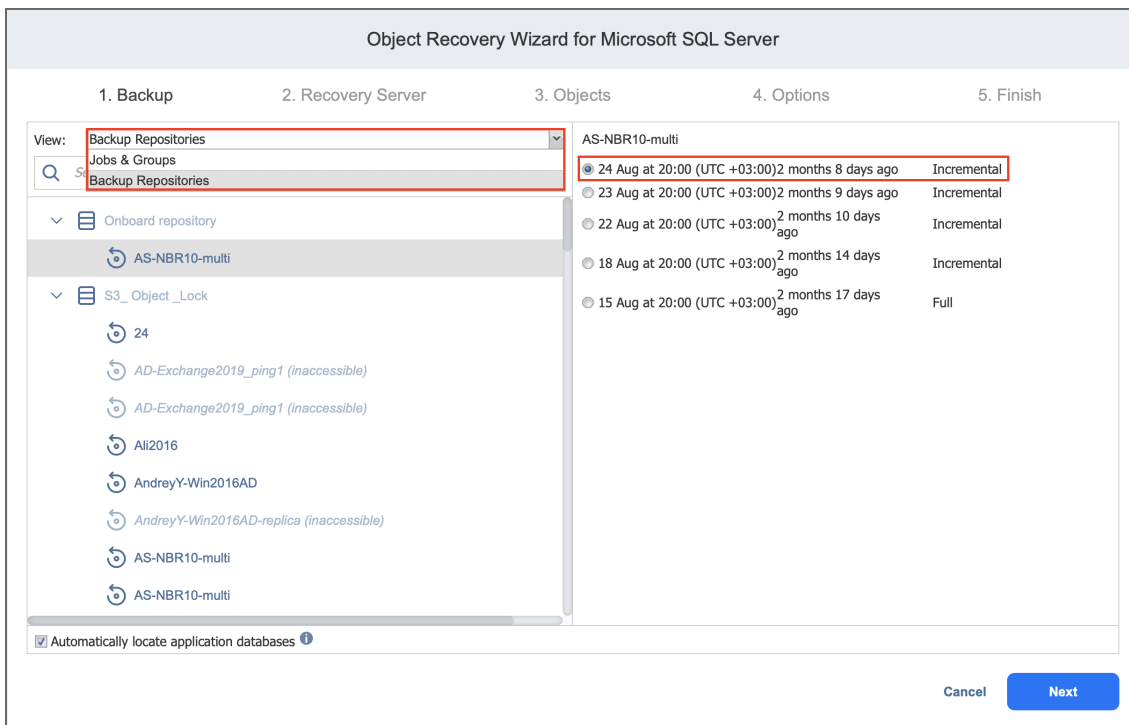 Object Recovery Wizard for Microsoft SQL Server
1. Backup
2. Recovery Server
3. Objects
4. Options
5. Finish
View:
Backup Repositories
Jobs & Groups
Backup Repositories
Onboard repository
AS-NBR10-multi
S3_ Object _Lock
24
AD-Exchange2019_ping1 (inaccessible)
AD-Exchange2019_ping1 (inaccessible)
Ali2016
AndreyY-Win2016AD
AndreyY-Win2016AD-replica (inaccessible)
AS-NBR10-multi
AS-NBR10-multi
Automatically locate application databases
AS-NBR10-multi
24 Aug at 20:00 (UTC +03:00) 2 months 8 days ago Incremental
23 Aug at 20:00 (UTC +03:00) 2 months 9 days ago Incremental
22 Aug at 20:00 (UTC +03:00) 2 months 10 days ago Incremental
18 Aug at 20:00 (UTC +03:00) 2 months 14 days ago Incremental
15 Aug at 20:00 (UTC +03:00) 2 months 17 days ago Full
Cancel
Next